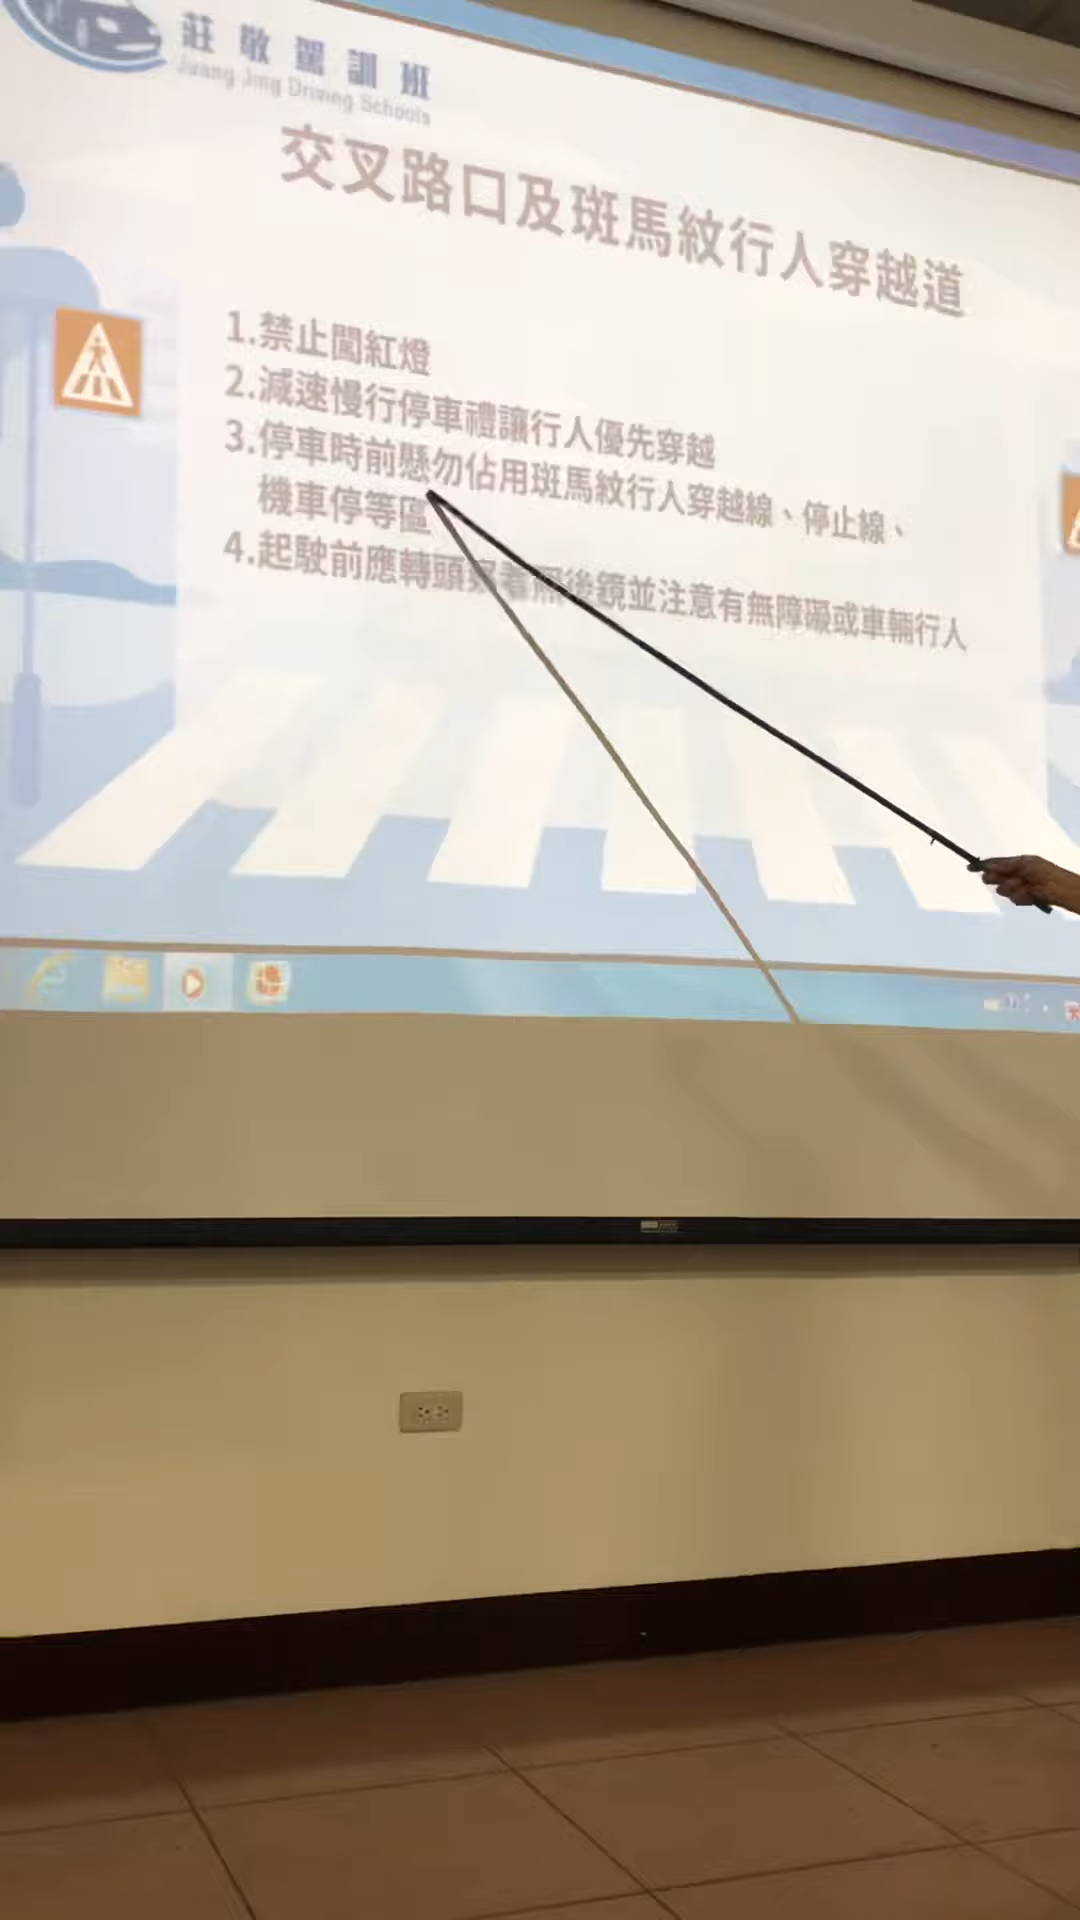 莊敬駕訓班
Juang Jing Driving Schools
交叉路口及斑馬紋行人穿越道
1.禁止闖紅燈
2.減速慢行停車禮讓行人優先穿越
3.停車時前懸勿佔用斑馬紋行人穿越線、停止線、
機車停等區
4.起駛前應轉頭察看照後鏡並注意有無障礙或車輛行人